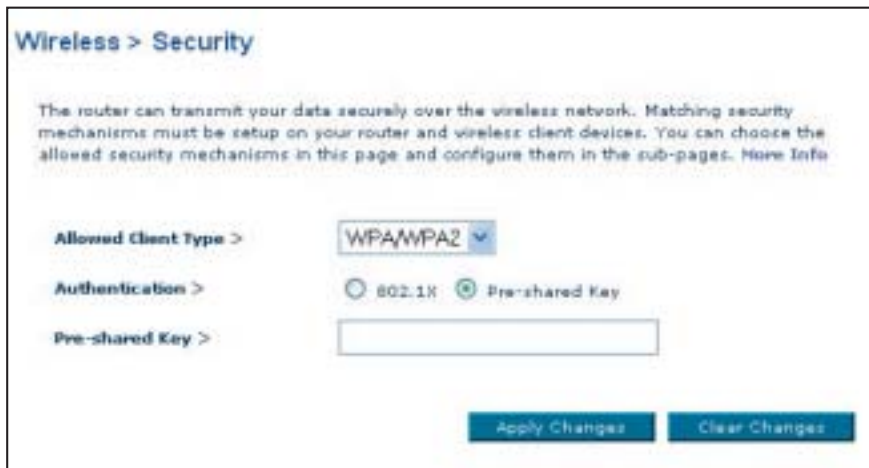 Wireless > Security
The router can transmit your data securely over the wireless network. Matching security
mechanisms must be setup on your router and wireless client devices. You can choose the
allowed security mechanisms in this page and configure them in the sub-pages. More Info
Allowed Client Type > WPA/WPA2
Authentication > 802.1X Pre-shared Key
Pre-shared Key >
Apply Changes Clear Changes